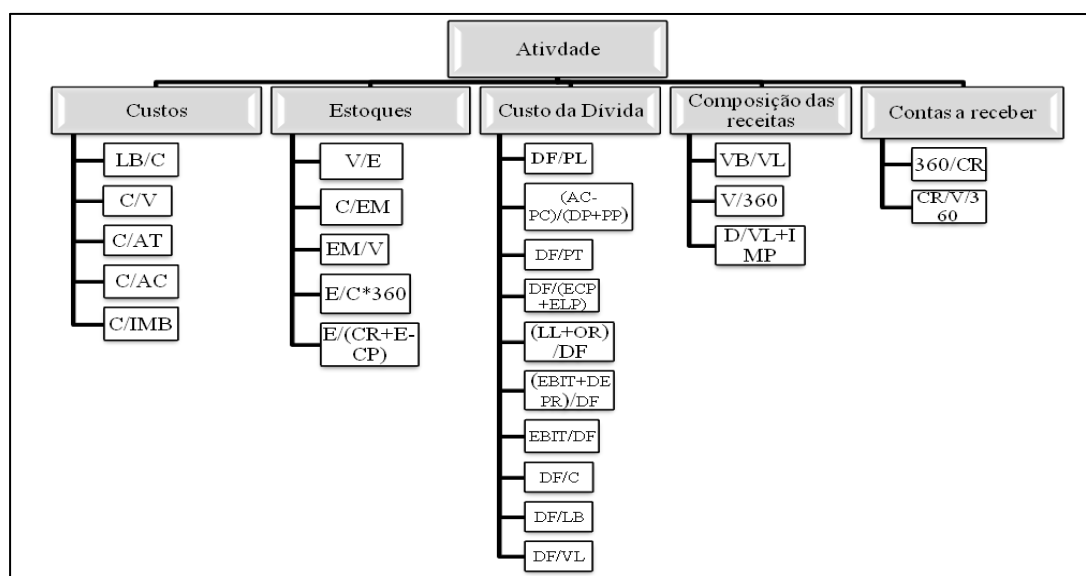 Ativdade
Custos
LB/C
C/V
C/AT
C/AC
C/IMB
Estoques
V/E
C/EM
EM/V
E/C*360
E/(CR+E-
CP)
Custo da Dívida
DF/PL
(AC-
PC)/(DP+PP)
DF/PT
DF/(ECP
+ELP)
(LL+OR)
/DF
(EBIT+DE
PR)/DF
EBIT/DF
DF/C
DF/LB
DF/VL
Composição das
receitas
VB/VL
V/360
D/VL+I
MP
Contas a receber
360/CR
CR/V/3
60